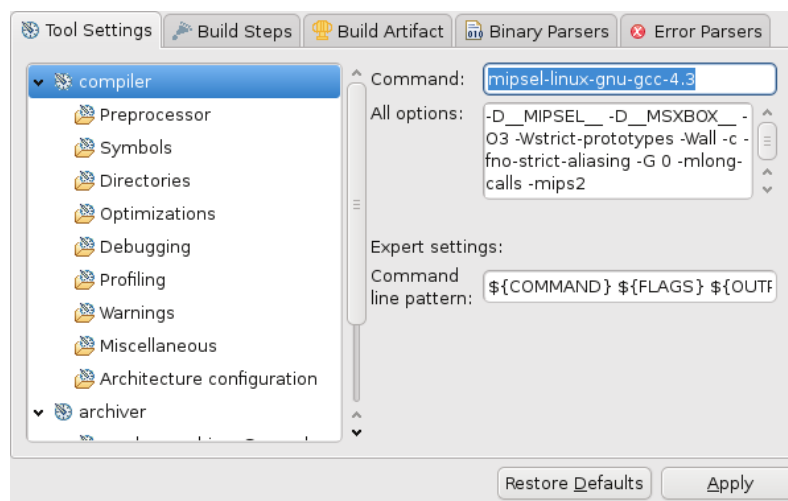 Tool Settings
Build Steps
Build Artifact
Binary Parsers
Error Parsers
compiler
Preprocessor
Symbols
Directories
Optimizations
Debugging
Profiling
Warnings
Miscellaneous
Architecture configuration
archiver
Command:
mipsel-linux-gnu-gcc-4.3
All options:
-D__MIPSEL__ -D__MSXBOX__ -
O3 -Wstrict-prototypes -Wall -c -
fno-strict-aliasing -G 0 -mlong-
calls -mips2
Expert settings:
Command
line pattern:
${COMMAND} ${FLAGS} ${OUTP
Restore Defaults
Apply